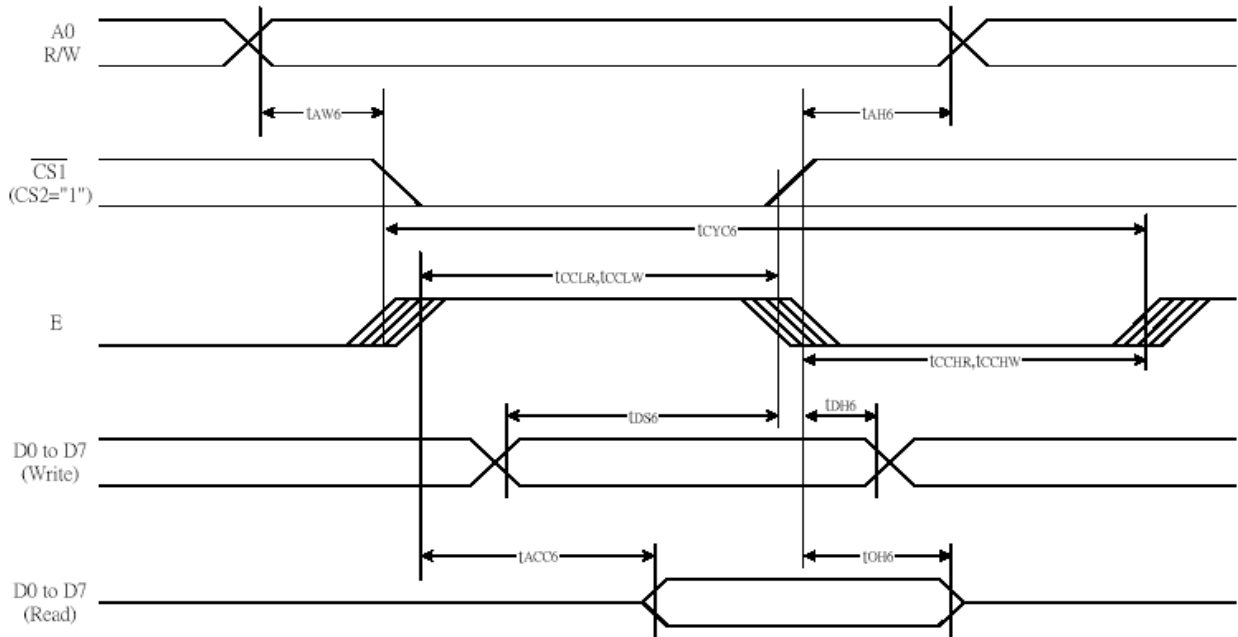 A0
R/W
tAW6
tAH6
CS1
(CS2="1")
tCYC6
tCCLR,tCCLW
E
tCCHR,tCCHW
tDS6
tDH6
D0 to D7
(Write)
tACC6
tOH6
D0 to D7
(Read)